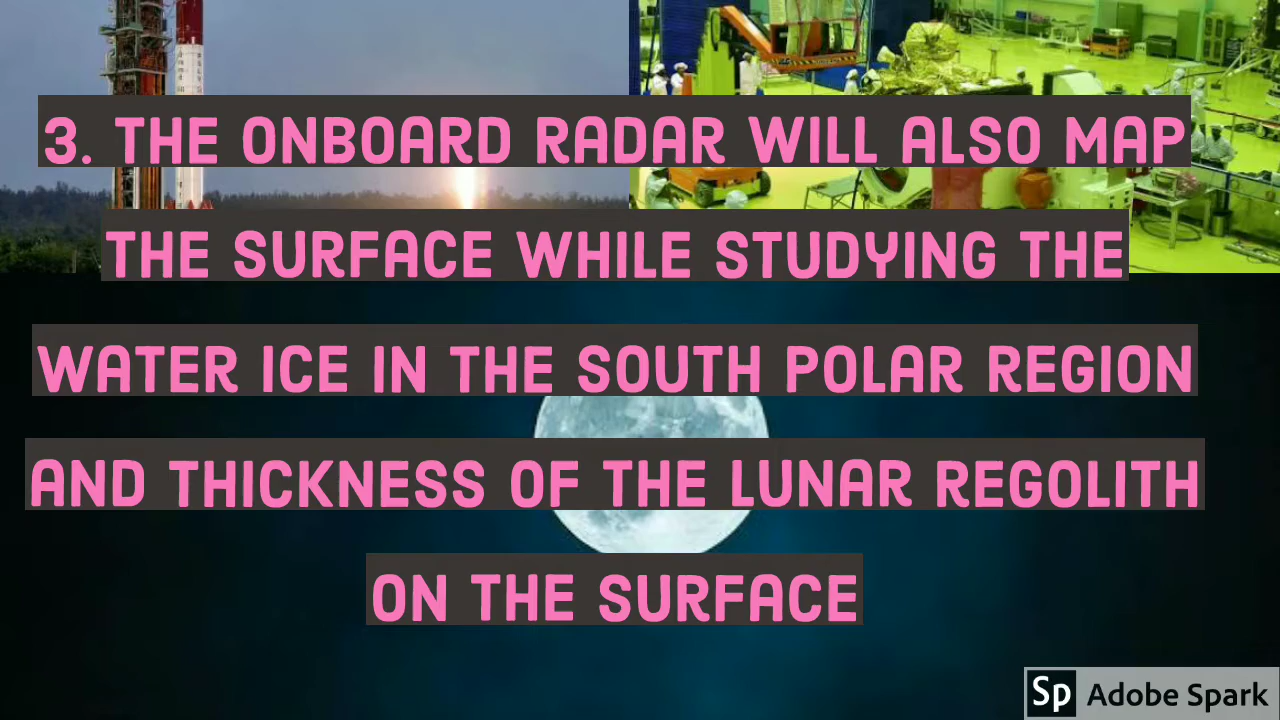 3. THE ONBOARD RADAR WILL ALSO MAP
THE SURFACE WHILE STUDYING THE
WATER ICE IN THE SOUTH POLAR REGION
AND THICKNESS OF THE LUNAR REGOLITH
ON THE SURFACE
Sp Adobe Spark